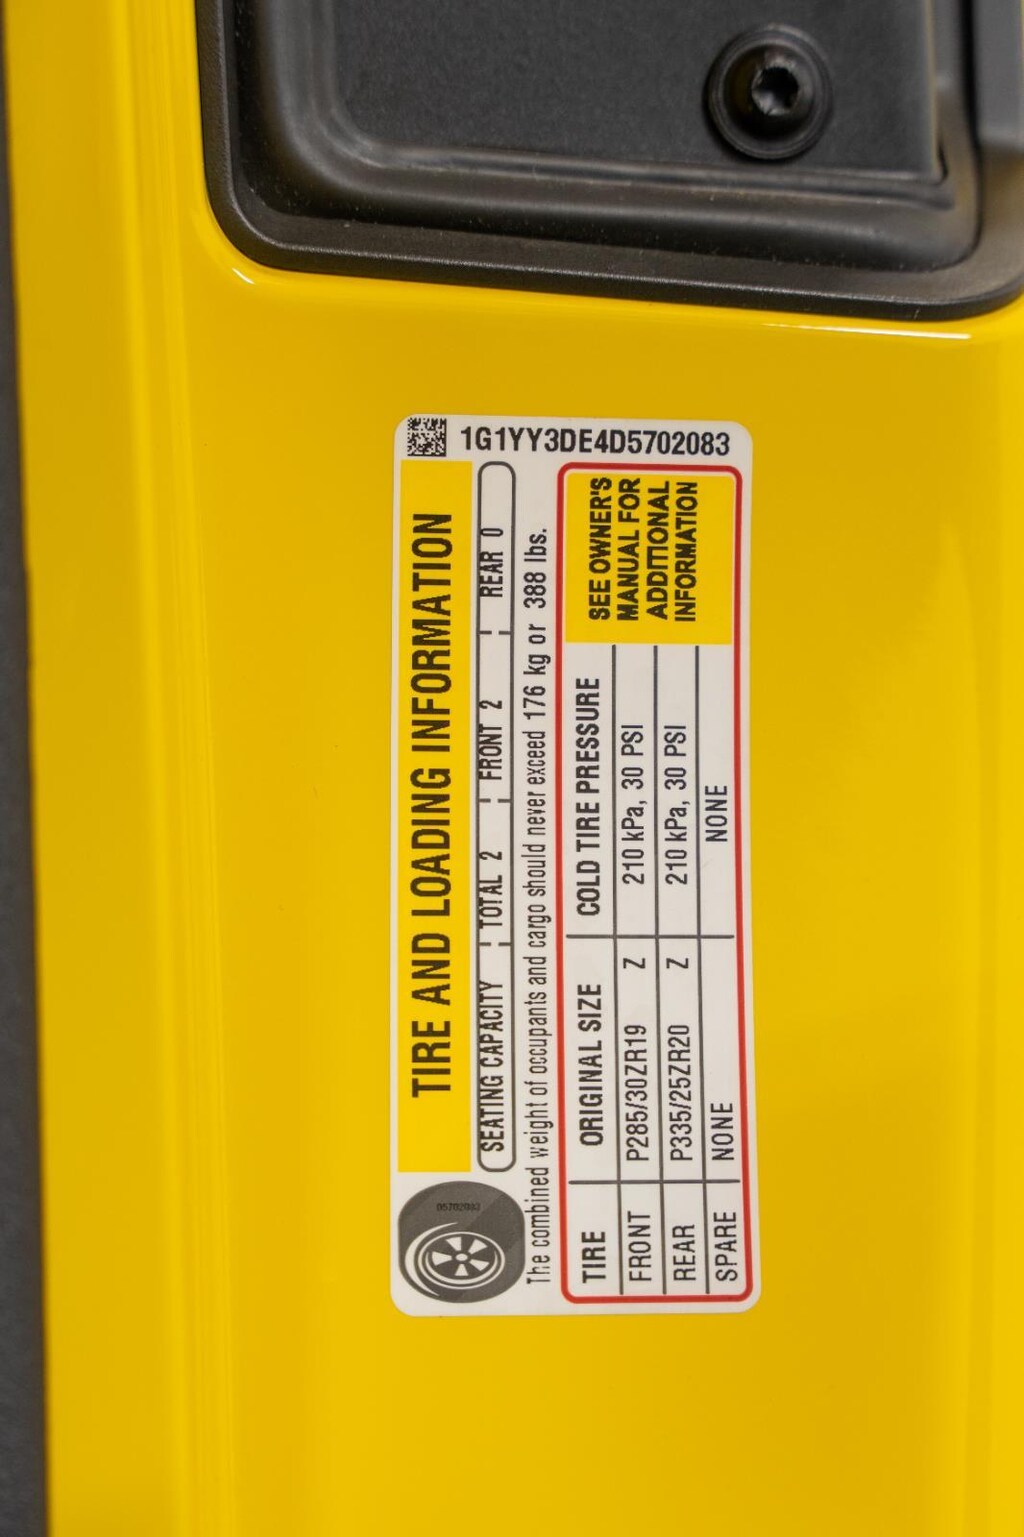 1G1YY3DE4D5702083
TIRE AND LOADING INFORMATION
SEATING CAPACITY TOTAL 2 FRONT 2 REAR 0
The combined weight of occupants and cargo should never exceed 176 kg or 388 lbs.
TIRE ORIGINAL SIZE COLD TIRE PRESSURE
FRONT P285/30ZR19 Z 210 kPa, 30 PSI
REAR P335/25ZR20 Z 210 kPa, 30 PSI
SPARE NONE NONE
SEE OWNER'S
MANUAL FOR
ADDITIONAL
INFORMATION
D5702083